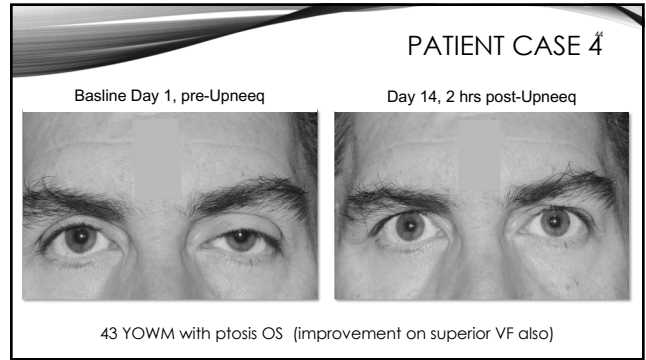 44
PATIENT CASE 4
Basline Day 1, pre-Upneeq
Day 14, 2 hrs post-Upneeq
43 YOWM with ptosis OS (improvement on superior VF also)